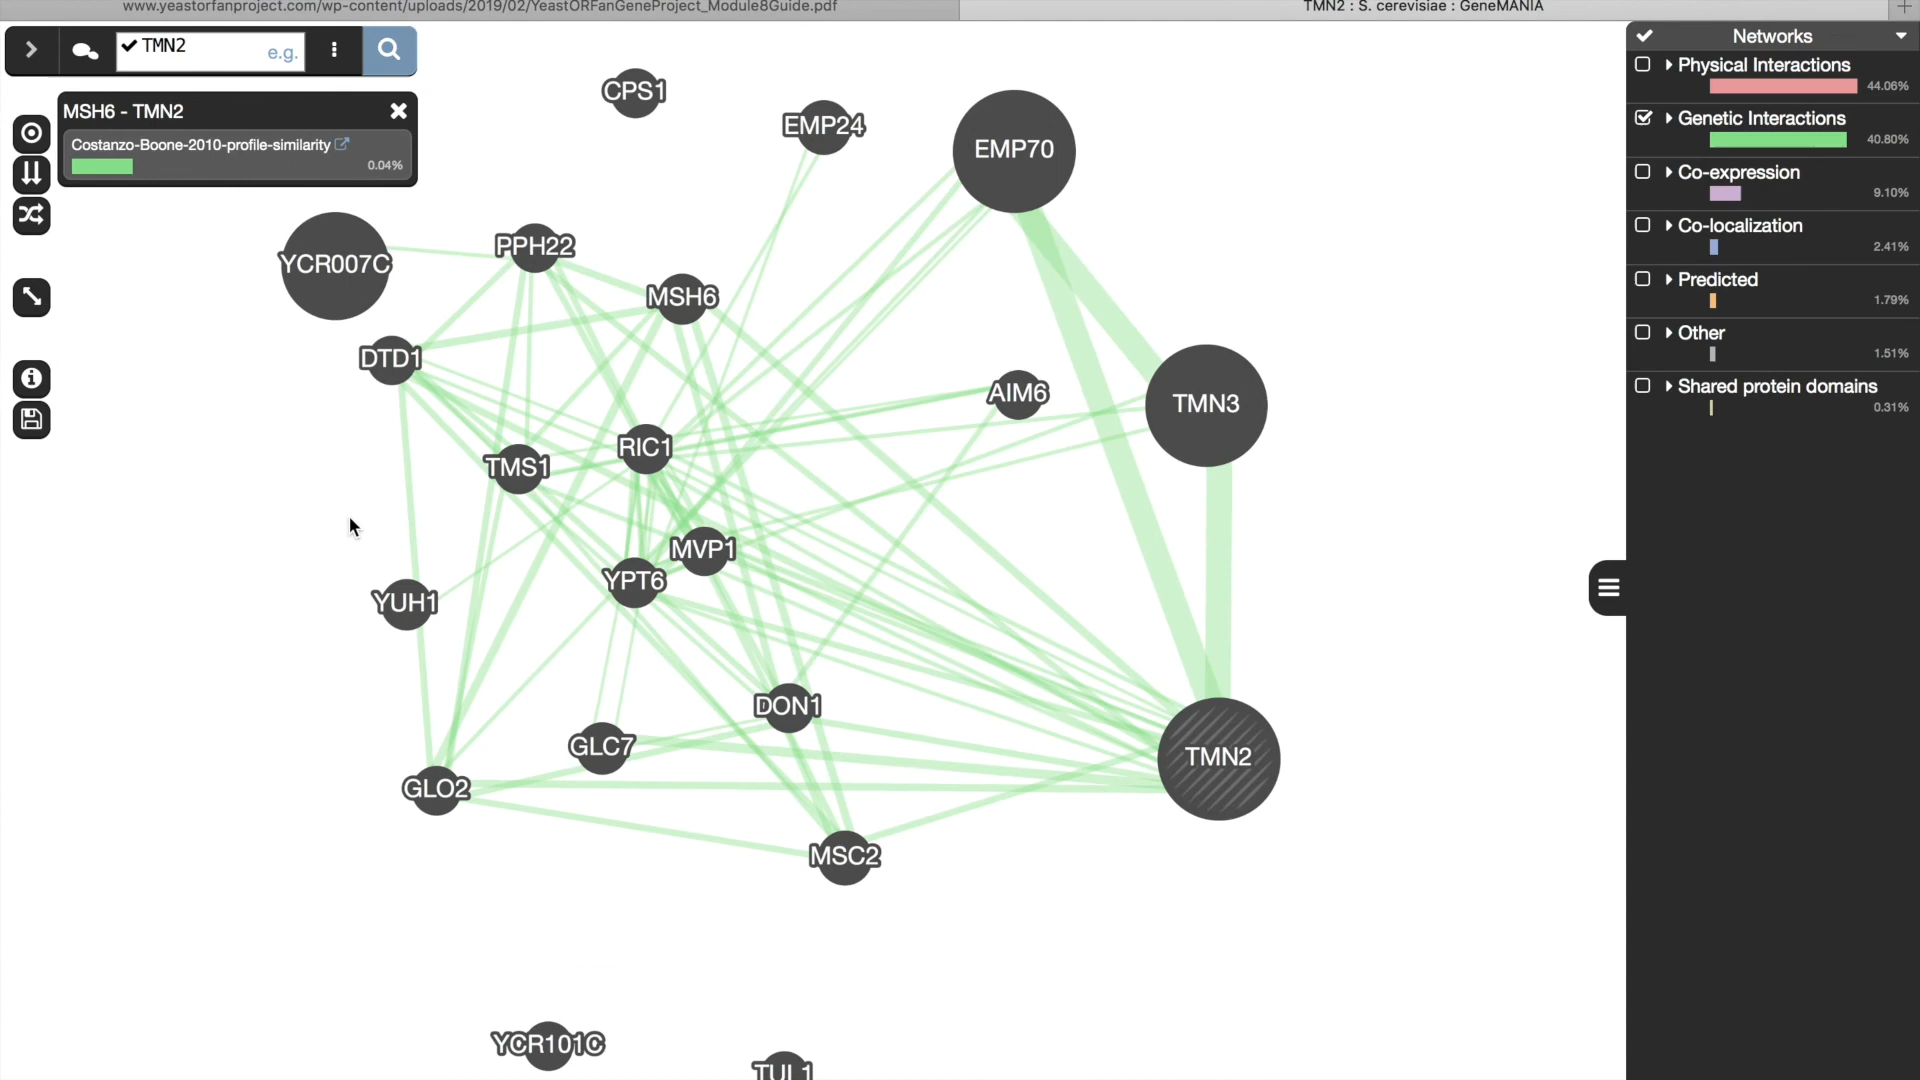 www.yeastorfanproject.com/wp-content/uploads/2019/02/YeastORFanGeneProject_Module8Guide.pdf
TMN2 : S. cerevisiae : GeneMANIA
TMN2
e.g.
MSH6 - TMN2
Costanzo-Boone-2010-profile-similarity
0.04%
Networks
Physical Interactions
44.06%
Genetic Interactions
40.80%
Co-expression
9.10%
Co-localization
2.41%
Predicted
1.79%
Other
1.51%
Shared protein domains
0.31%
CPS1
EMP24
EMP70
PPH22
YCR007C
MSH6
DTD1
AIM6
TMN3
RIC1
TMS1
MVP1
YPT6
YUH1
DON1
GLC7
TMN2
GLO2
MSC2
YCR101C
TUL1